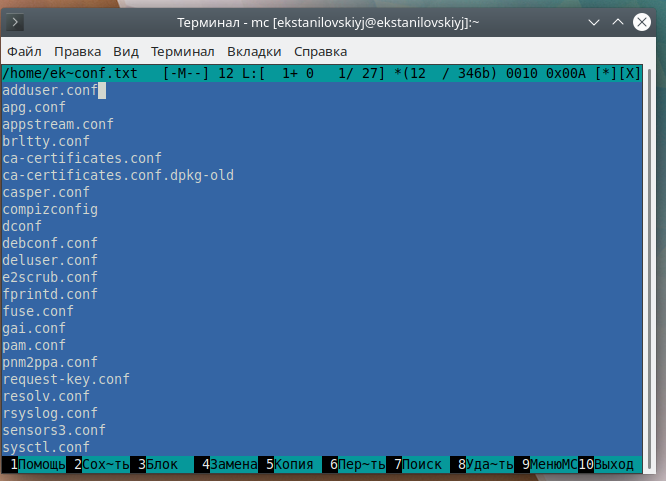 Терминал - mc [ekstanilovskiyj@ekstanilovskiyj]:~
Файл Правка Вид Терминал Вкладки Справка
/home/ek~conf.txt [-M--] 12 L:[ 1+ 0 1/ 27] *(12 / 346b) 0010 0x00A [*][X]
adduser.conf
apg.conf
appstream.conf
brltty.conf
ca-certificates.conf
ca-certificates.conf.dpkg-old
casper.conf
compizconfig
dconf
debconf.conf
deluser.conf
e2scrub.conf
fprintd.conf
fuse.conf
gai.conf
pam.conf
pnm2ppa.conf
request-key.conf
resolv.conf
rsyslog.conf
sensors3.conf
sysctl.conf
1Помощь 2Сох~ть 3Блок 4Замена 5Копия 6Пер~ть 7Поиск 8Уда~ть 9МенюMC 10Выход